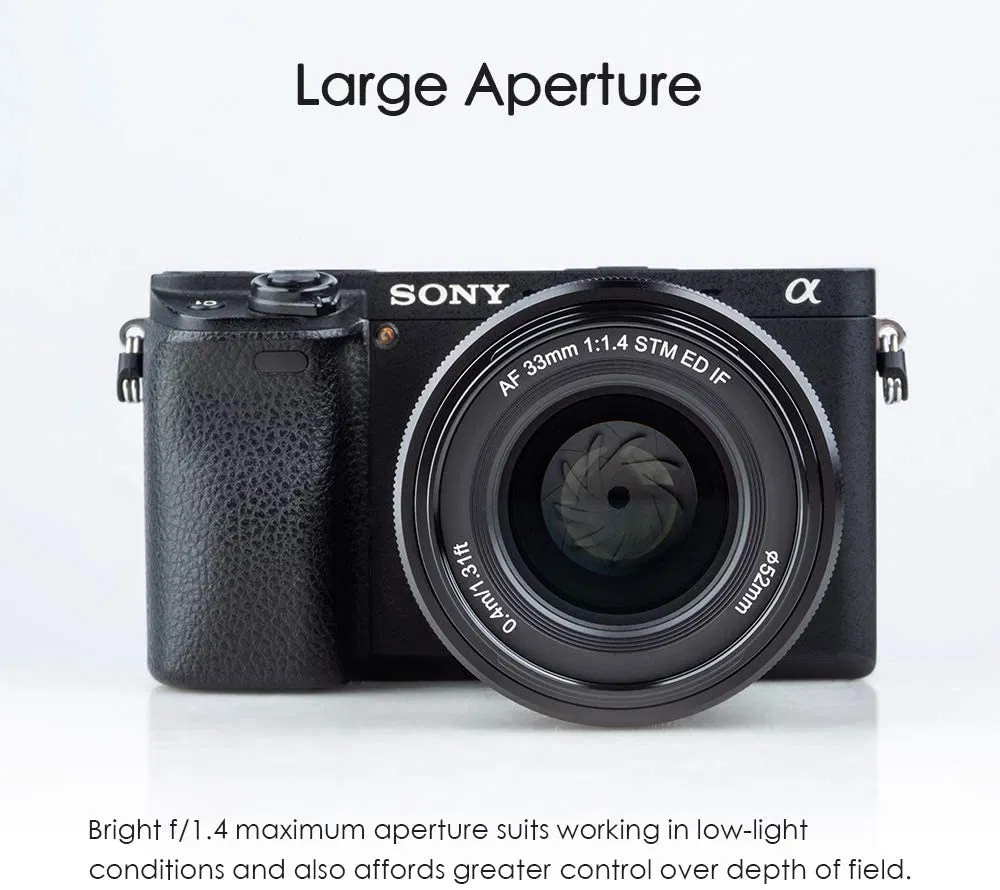 Large Aperture
C1
SONY
α
AF 33mm 1:1.4 STM ED IF
0.4m/1.31ft
φ52mm
Bright f/1.4 maximum aperture suits working in low-light
conditions and also affords greater control over depth of field.